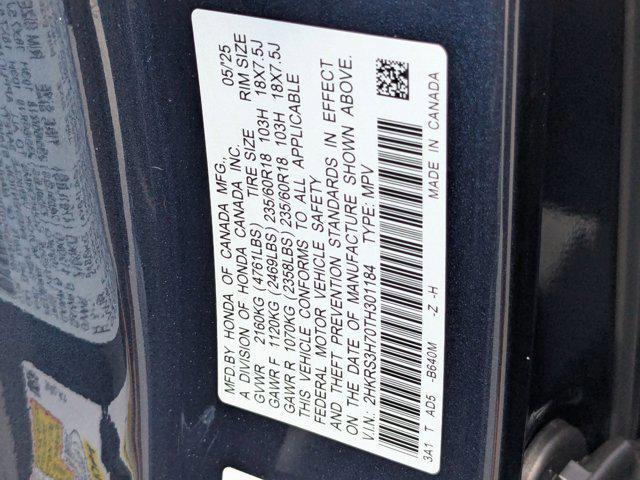 MFD.BY HONDA OF CANADA MFG., 05/25
A DIVISION OF HONDA CANADA INC.
TIRE SIZE RIM SIZE
GVWR 2160KG (4761LBS)
GAWR F 1120KG (2469LBS) 235/60R18 103H 18X7.5J
GAWR R 1070KG (2358LBS) 235/60R18 103H 18X7.5J
THIS VEHICLE CONFORMS TO ALL APPLICABLE
FEDERAL MOTOR VEHICLE SAFETY
AND THEFT PREVENTION STANDARDS IN EFFECT
ON THE DATE OF MANUFACTURE SHOWN ABOVE.
V.I.N.: 2HKRS3H70TH301184 TYPE: MPV
3A1 T AD5 -B640M -Z -H MADE IN CANADA